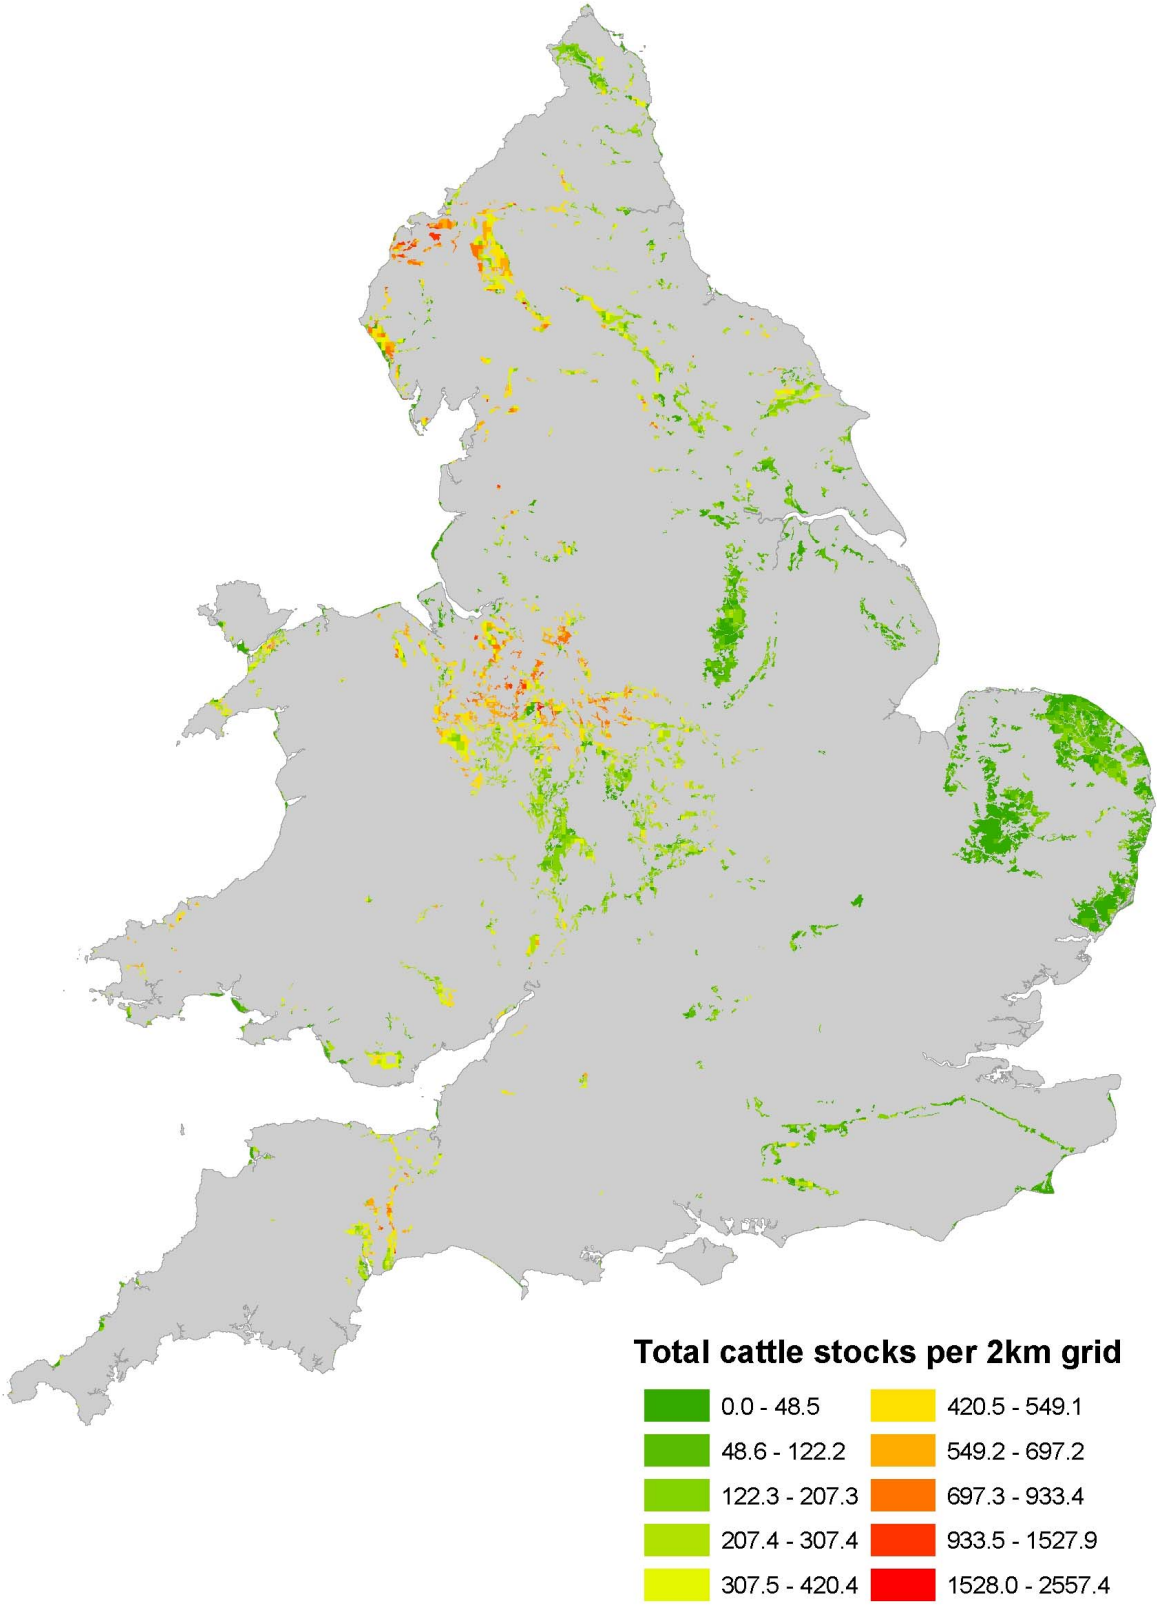 Total cattle stocks per 2km grid
0.0 - 48.5
48.6 - 122.2
122.3 - 207.3
207.4 - 307.4
307.5 - 420.4
420.5 - 549.1
549.2 - 697.2
697.3 - 933.4
933.5 - 1527.9
1528.0 - 2557.4